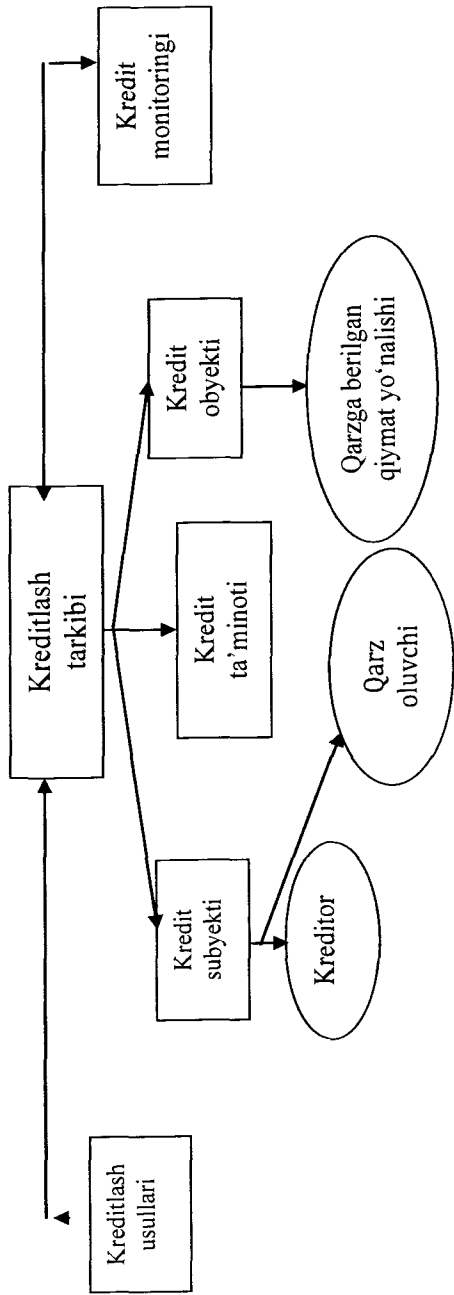 Kreditlash
tarkibi
Kreditlash
usullari
Kredit
monitoringi
Kredit
subyekti
Kredit
ta’minoti
Kredit
obyekti
Kreditor
Qarz
oluvchi
Qarzga berilgan
qiymat yo‘nalishi